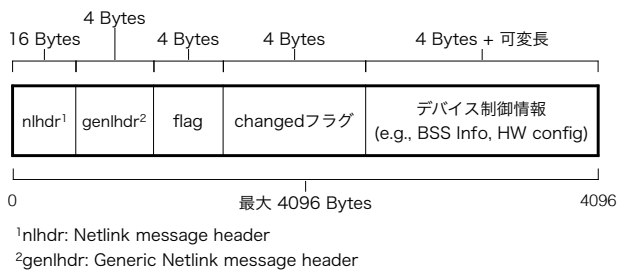 4 Bytes
16 Bytes 4 Bytes 4 Bytes 4 Bytes + 可変長
nlhdr¹ genlhdr² flag changedフラグ デバイス制御情報
(e.g., BSS Info, HW config)
0 最大 4096 Bytes 4096
¹nlhdr: Netlink message header
²genlhdr: Generic Netlink message header